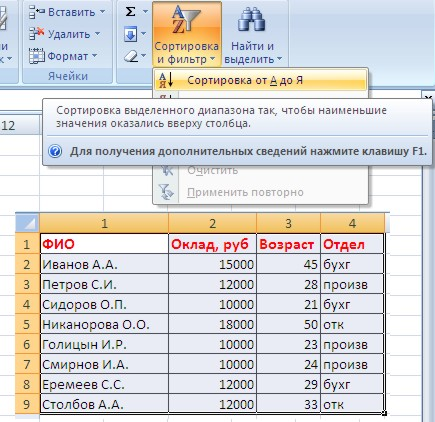 Вставить
Удалить
Формат
Ячейки
Σ
Сортировка
и фильтр
Найти и
выделить
Сортировка от А до Я
12
Сортировка выделенного диапазона так, чтобы наименьшие
значения оказались вверху столбца.
Для получения дополнительных сведений нажмите клавишу F1.
Очистить
Применить повторно
1 2 3 4
1 ФИО Оклад, руб Возраст Отдел
2 Иванов А.А. 15000 45 бухг
3 Петров С.И. 12000 28 произв
4 Сидоров О.П. 10000 21 бухг
5 Никанорова О.О. 18000 50 отк
6 Голицын И.Р. 10000 23 произв
7 Смирнов И.А. 10000 24 произв
8 Еремеев С.С. 12000 29 бухг
9 Столбов А.А. 12000 33 отк